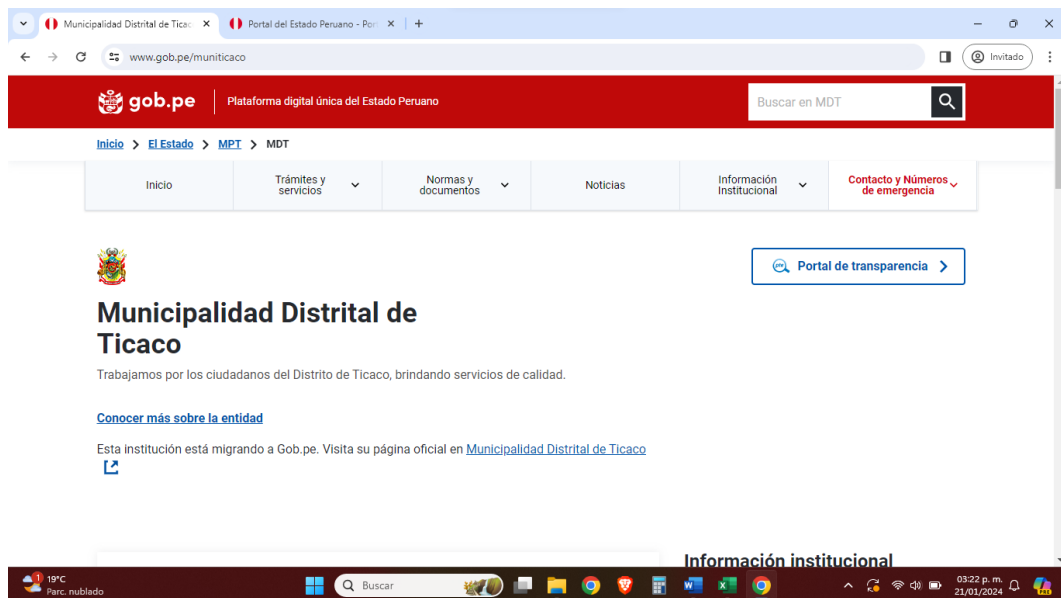 Municipalidad Distrital de Ticac
Portal del Estado Peruano - Por
www.gob.pe/muniticaco
Invitado
gob.pe
Plataforma digital única del Estado Peruano
Buscar en MDT
Inicio > El Estado > MPT > MDT
Inicio
Trámites y
servicios
Normas y
documentos
Noticias
Información
Institucional
Contacto y Números
de emergencia
Portal de transparencia
Municipalidad Distrital de
Ticaco
Trabajamos por los ciudadanos del Distrito de Ticaco, brindando servicios de calidad.
Conocer más sobre la entidad
Esta institución está migrando a Gob.pe. Visita su página oficial en Municipalidad Distrital de Ticaco
Información institucional
1
19°C
Parc. nublado
Buscar
03:22 p. m.
21/01/2024